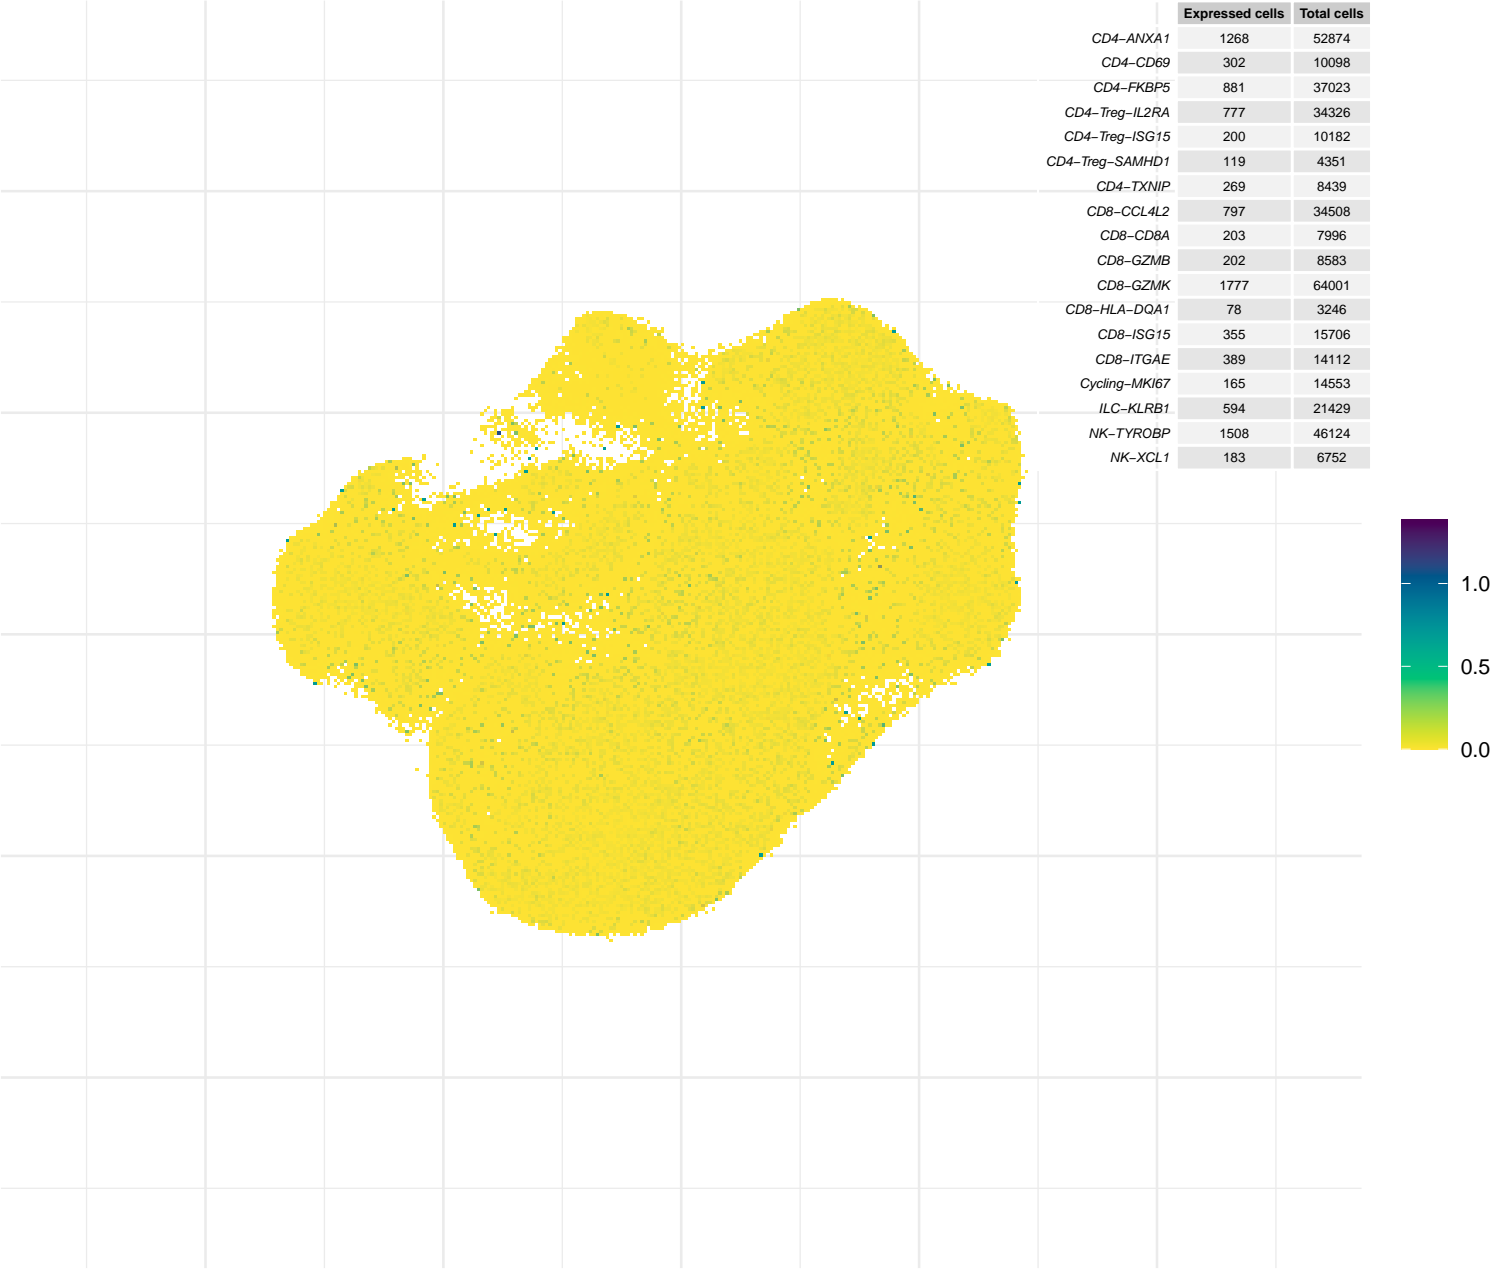 Expressed cells Total cells
CD4−ANXA1 1268 52874
CD4−CD69 302 10098
CD4−FKBP5 881 37023
CD4−Treg−IL2RA 777 34326
CD4−Treg−ISG15 200 10182
CD4−Treg−SAMHD1 119 4351
CD4−TXNIP 269 8439
CD8−CCL4L2 797 34508
CD8−CD8A 203 7996
CD8−GZMB 202 8583
CD8−GZMK 1777 64001
CD8−HLA−DQA1 78 3246
CD8−ISG15 355 15706
CD8−ITGAE 389 14112
Cycling−MKI67 165 14553
ILC−KLRB1 594 21429
NK−TYROBP 1508 46124
NK−XCL1 183 6752
1.0
0.5
0.0